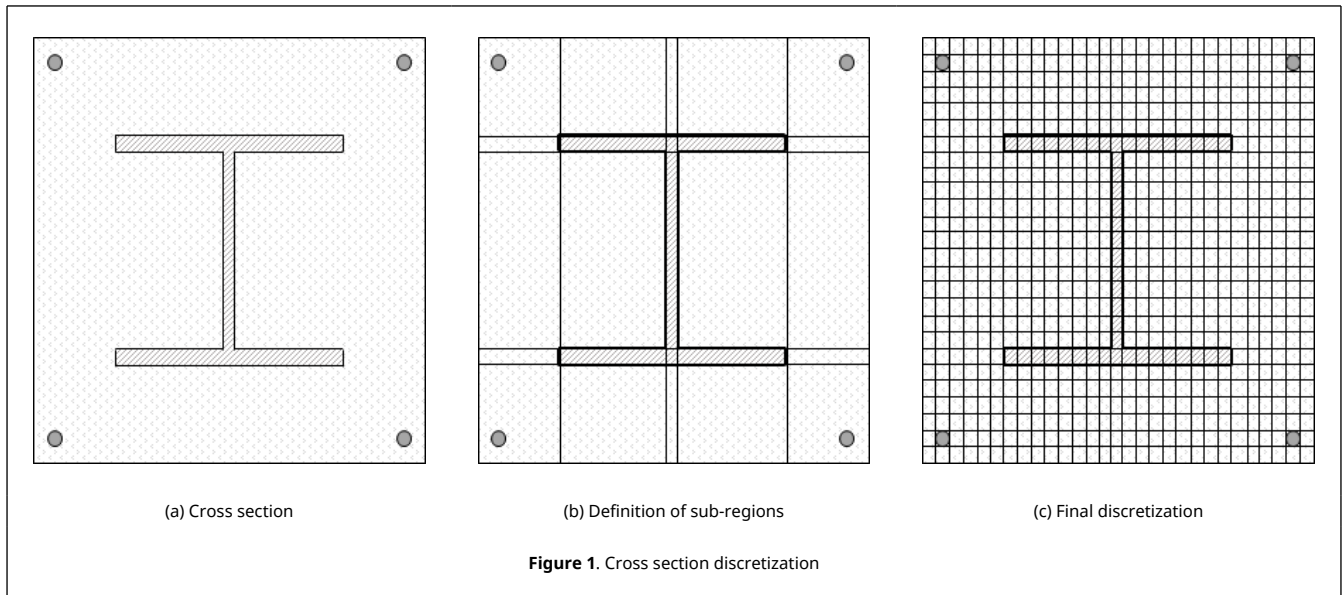 (a) Cross section
(b) Definition of sub-regions
(c) Final discretization
Figure 1. Cross section discretization